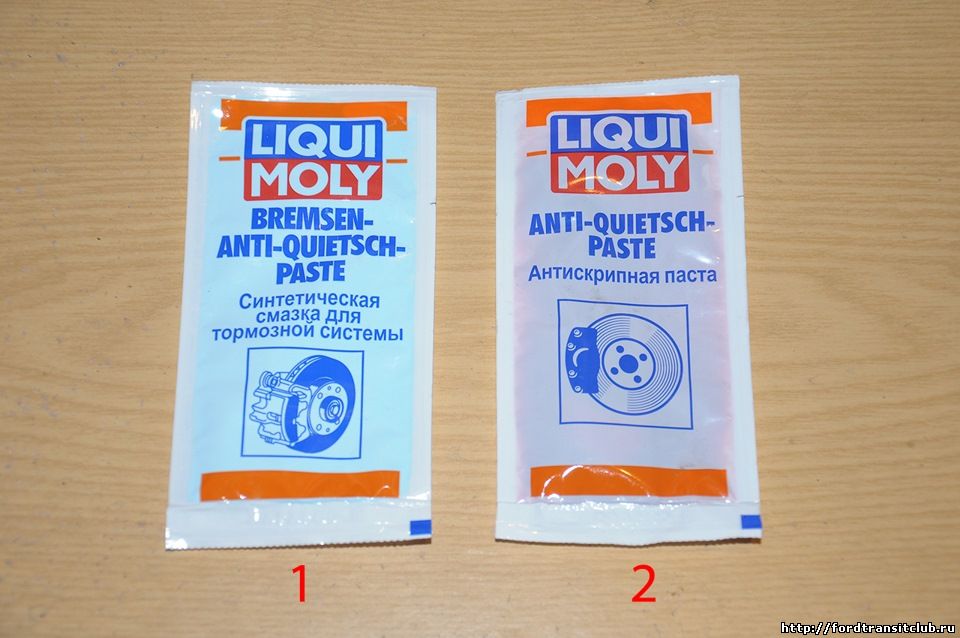 LIQUI
MOLY
BREMSEN-
ANTI-QUIETSCH-
PASTE
Синтетическая
смазка для
тормозной системы
LIQUI
MOLY
ANTI-QUIETSCH-
PASTE
Антискрипная паста
1
2
http://fordtransitclub.ru